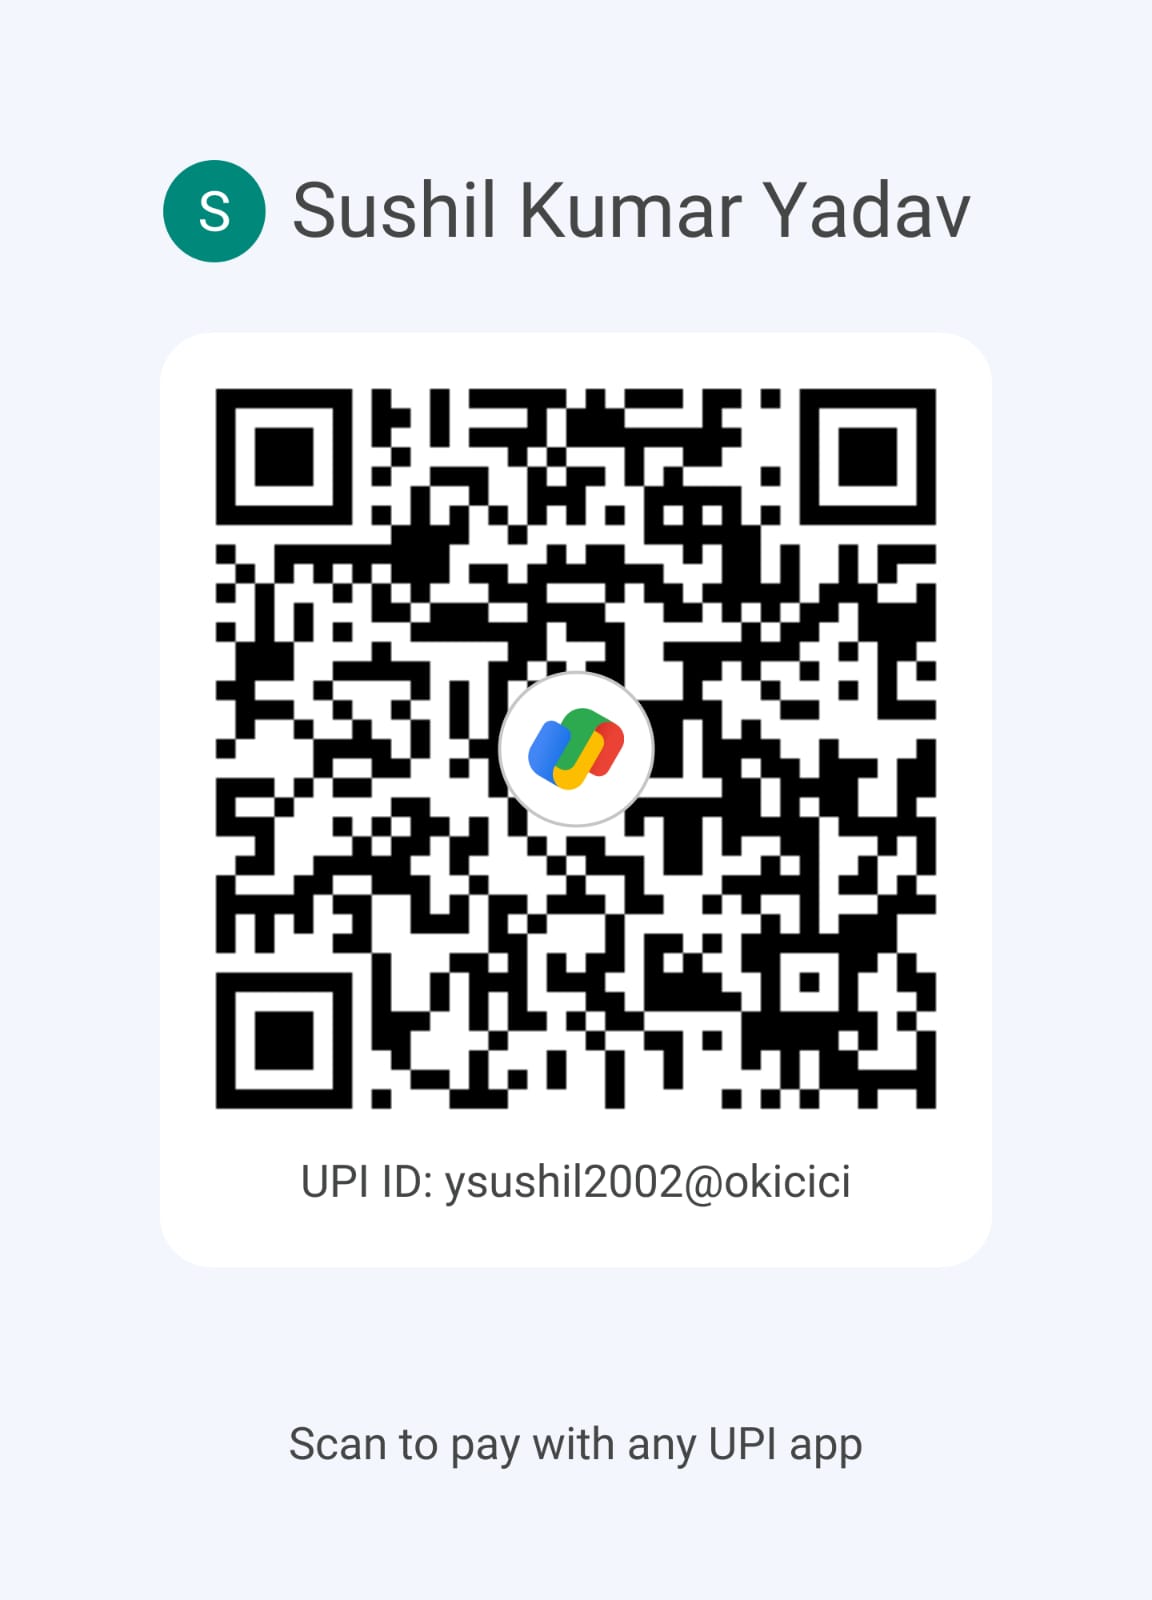 S Sushil Kumar Yadav
UPI ID: ysushil2002@okicici
Scan to pay with any UPI app